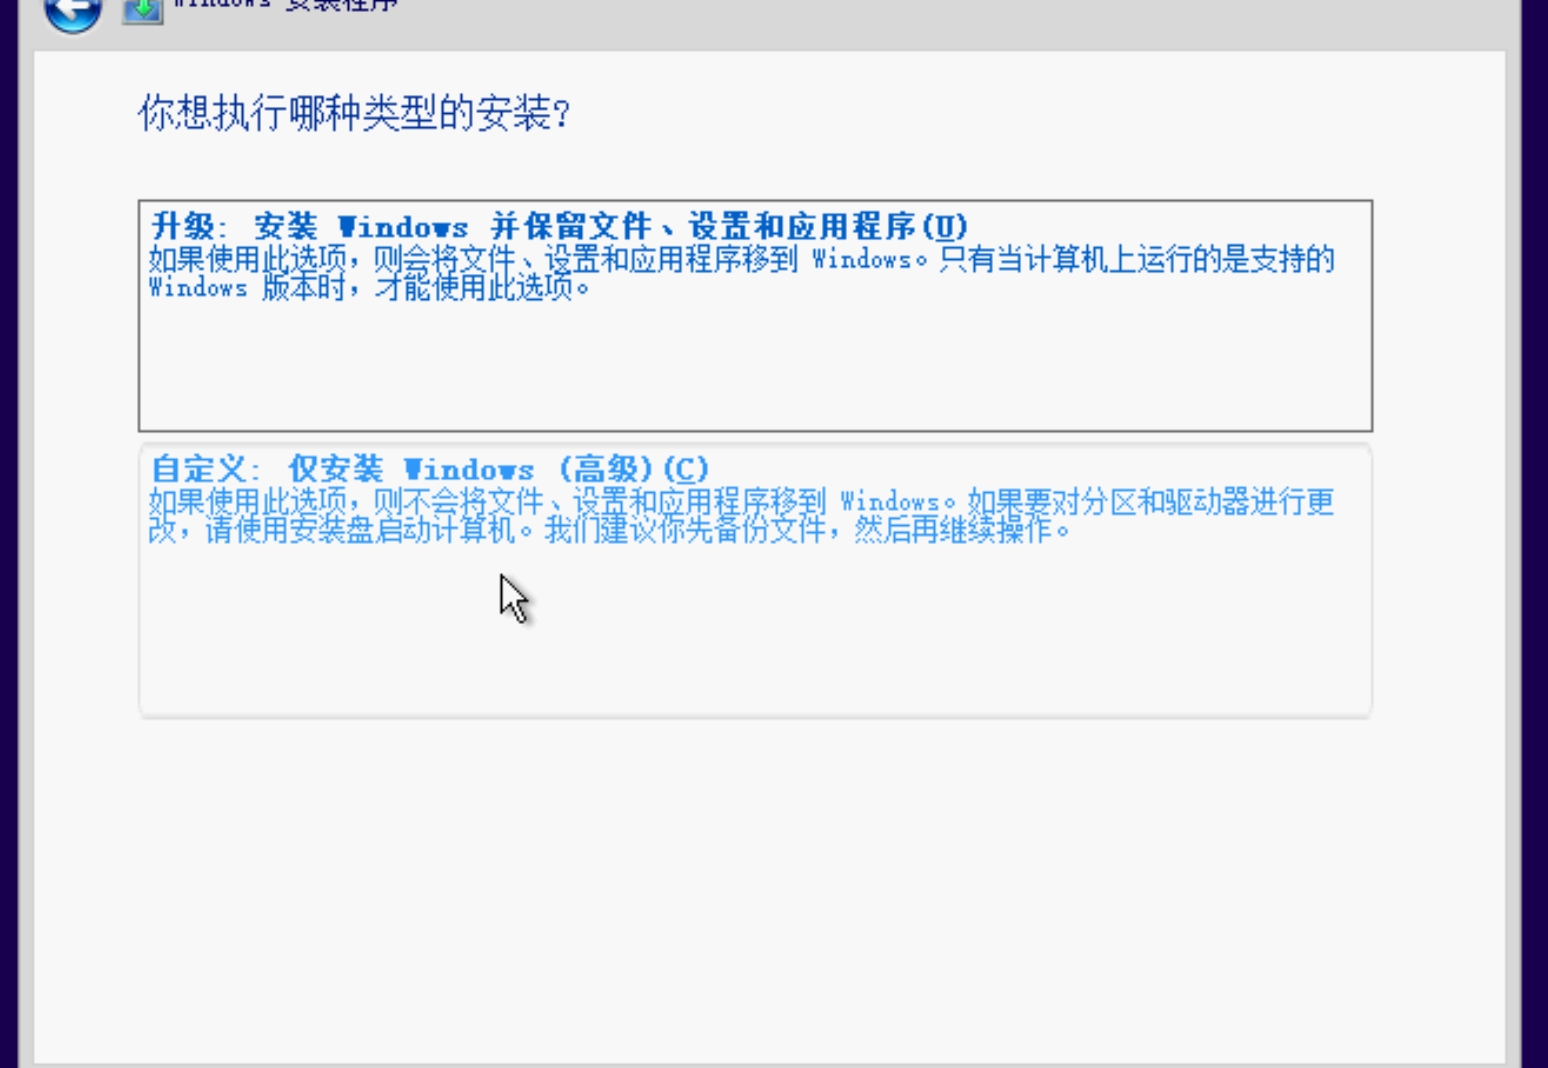 Windows 安装程序
你想执行哪种类型的安装?
升级: 安装 Windows 并保留文件、设置和应用程序(U)
如果使用此选项，则会将文件、设置和应用程序移到 Windows。只有当计算机上运行的是支持的
Windows 版本时，才能使用此选项。
自定义: 仅安装 Windows (高级)(C)
如果使用此选项，则不会将文件、设置和应用程序移到 Windows。如果要对分区和驱动器进行更
改，请使用安装盘启动计算机。我们建议你先备份文件，然后再继续操作。